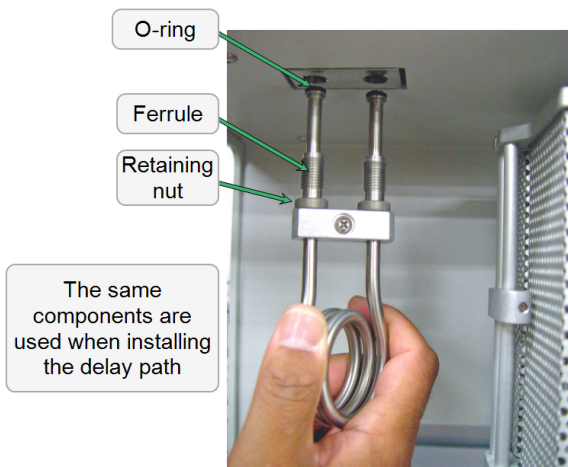 O-ring
Ferrule
Retaining
nut
The same
components are
used when installing
the delay path